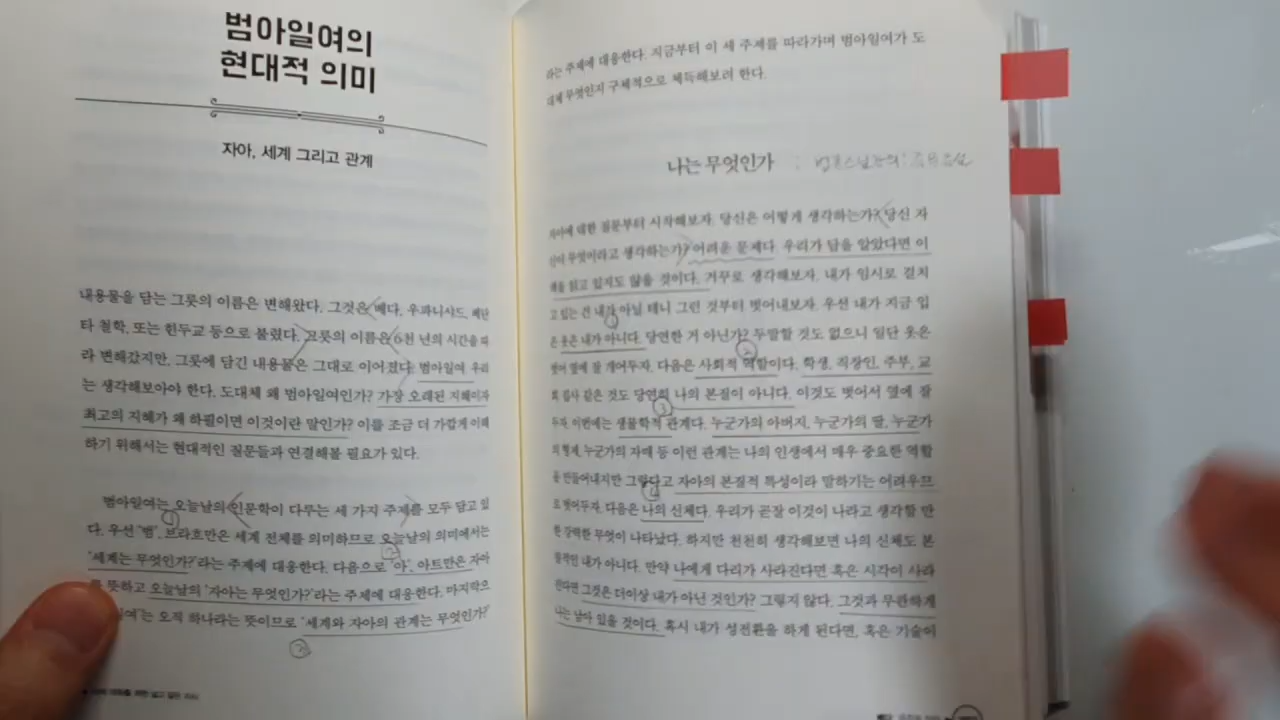 범아일여의
현대적 의미
자아, 세계 그리고 관계
내용물을 담는 그릇의 이름은 변해왔다. 그것은 베다, 우파니샤드, 베단
타 철학, 또는 힌두교 등으로 불렸다. 그릇의 이름은 6천 년의 시간을 따
라 변해갔지만, 그릇에 담긴 내용물은 그대로 이어졌다. 범아일여. 우리
는 생각해보아야 한다. 도대체 왜 범아일여인가? 가장 오래된 지혜이자
최고의 지혜가 왜 하필이면 이것이란 말인가? 이를 조금 더 가깝게 이해
하기 위해서는 현대적인 질문들과 연결해볼 필요가 있다.
범아일여는 오늘날의 인문학이 다루는 세 가지 주제를 모두 담고 있
다. 우선 '범', 브라흐만은 세계 전체를 의미하므로 오늘날의 의미에서는
'세계는 무엇인가?'라는 주제에 대응한다. 다음으로 '아', 아트만은 자아
를 뜻하고 오늘날의 '자아는 무엇인가?'라는 주제에 대응한다. 마지막으
여'는 오직 하나라는 뜻이므로 '세계와 자아의 관계는 무엇인가?'
라는 주제에 대응한다. 지금부터 이 세 주제를 따라가며 범아일여가 도
대체 무엇인지 구체적으로 체득해보려 한다.
나는 무엇인가
자아에 대한 질문부터 시작해보자. 당신은 어떻게 생각하는가? 당신 자
신이 무엇이라고 생각하는가? 어려운 문제다. 우리가 답을 알았다면 이
책을 읽고 있지도 않을 것이다. 거꾸로 생각해보자. 내가 임시로 걸치
고 있는 건 내가 아닐 테니 그런 것부터 벗어내보자. 우선 내가 지금 입
은 옷은 내가 아니다. 당연한 거 아닌가? 두말할 것도 없으니 일단 옷은
벗어 옆에 잘 개어두자. 다음은 사회적 역할이다. 학생, 직장인, 주부, 교
회 집사 같은 것도 당연히 나의 본질이 아니다. 이것도 벗어서 옆에 잘
두자. 이번에는 생물학적 관계다. 누군가의 아버지, 누군가의 딸, 누군가
의 형제, 누군가의 자매 등 이런 관계는 나의 인생에서 매우 중요한 역할
을 만들어내지만 그렇다고 자아의 본질적 특성이라 말하기는 어려우므
로 벗어두자. 다음은 나의 신체다. 우리가 곧잘 이것이 나라고 생각할 만
한 강력한 무엇이 나타났다. 하지만 천천히 생각해보면 나의 신체도 본
질적인 내가 아니다. 만약 나에게 다리가 사라진다면 혹은 시각이 사라
진다면 그것은 더이상 내가 아닌 것인가? 그렇지 않다. 그것과 무관하게
나는 남아 있을 것이다. 혹시 내가 성전환을 하게 된다면, 혹은 기술이